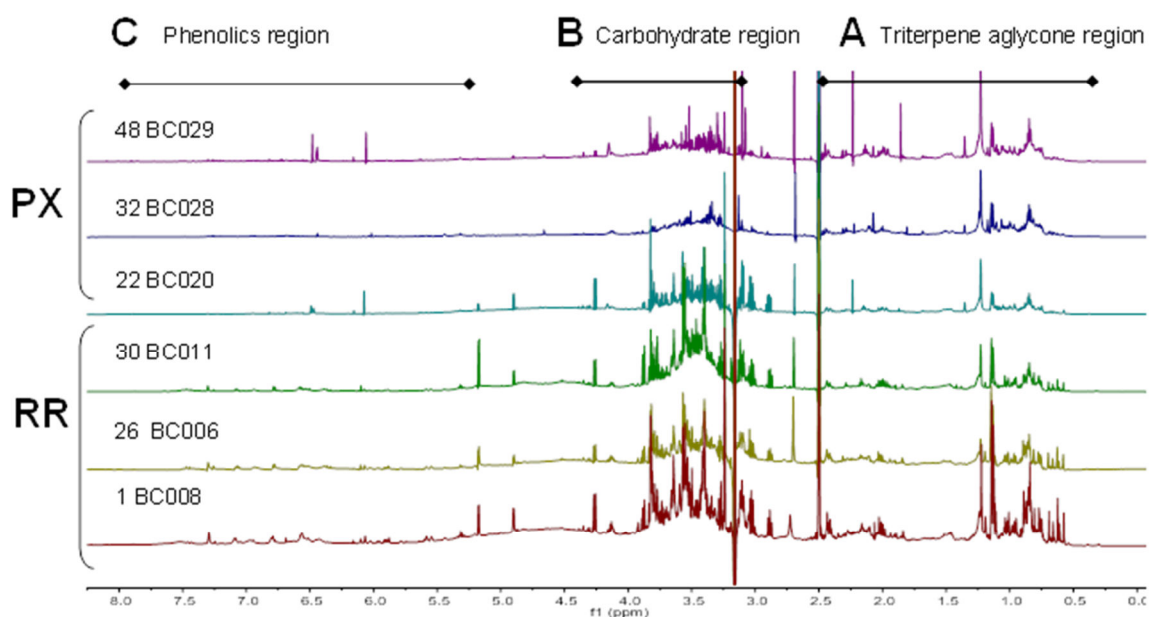 C Phenolics region B Carbohydrate region A Triterpene aglycone region
48 BC029
PX
32 BC028
22 BC020
30 BC011
RR
26 BC006
1 BC008
8.0 7.5 7.0 6.5 6.0 5.5 5.0 4.5 4.0 3.5 3.0 2.5 2.0 1.5 1.0 0.5 0.0
f1 (ppm)